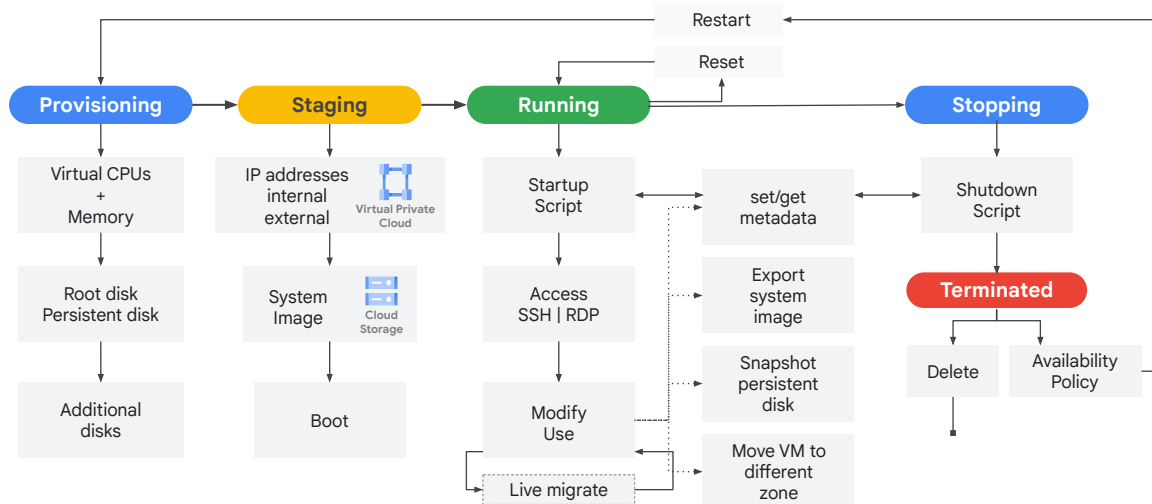 Restart
Reset
Provisioning
Staging
Running
Stopping
Virtual CPUs
+
Memory
Root disk
Persistent disk
Additional
disks
IP addresses
internal
external
Virtual Private
Cloud
System
Image
Cloud
Storage
Boot
Startup
Script
Access
SSH | RDP
Modify
Use
Live migrate
set/get
metadata
Export
system
image
Snapshot
persistent
disk
Move VM to
different
zone
Shutdown
Script
Terminated
Delete
Availability
Policy